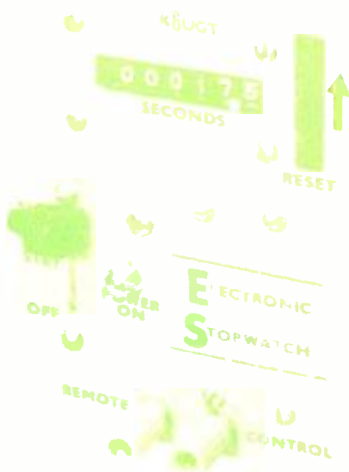 000175
SECONDS
RESET
OFF
POWER
ON
ELECTRONIC
STOPWATCH
REMOTE
CONTROL